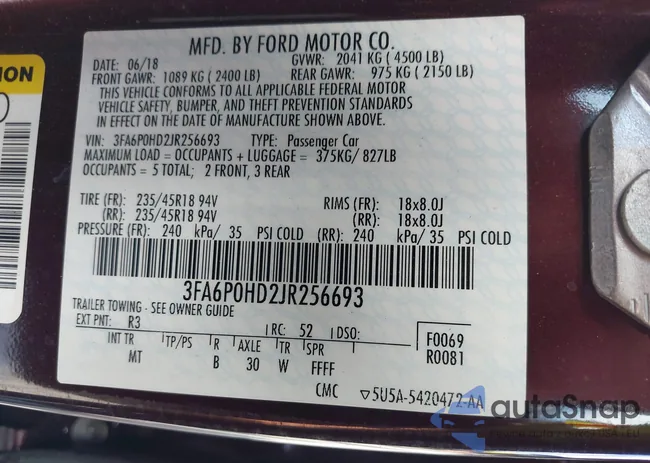 NION
MFD. BY FORD MOTOR CO.
DATE: 06/18 GVWR: 2041 KG ( 4500 LB)
FRONT GAWR: 1089 KG ( 2400 LB) REAR GAWR: 975 KG ( 2150 LB)
THIS VEHICLE CONFORMS TO ALL APPLICABLE FEDERAL MOTOR
VEHICLE SAFETY, BUMPER, AND THEFT PREVENTION STANDARDS
IN EFFECT ON THE DATE OF MANUFACTURE SHOWN ABOVE.
VIN: 3FA6P0HD2JR256693 TYPE: Passenger Car
MAXIMUM LOAD = OCCUPANTS + LUGGAGE = 375KG/ 827LB
OCCUPANTS = 5 TOTAL; 2 FRONT, 3 REAR
TIRE (FR): 235/45R18 94V RIMS (FR): 18x8.0J
(RR): 235/45R18 94V (RR): 18x8.0J
PRESSURE (FR): 240 kPa/ 35 PSI COLD (RR): 240 kPa/ 35 PSI COLD
3FA6P0HD2JR256693
TRAILER TOWING - SEE OWNER GUIDE
EXT PNT: R3 RC: 52 DSO: F0069
INT TR TP/PS R AXLE TR SPR R0081
MT B 30 W FFFF
CMC ▽5U5A-5420472-AA
autoSnap